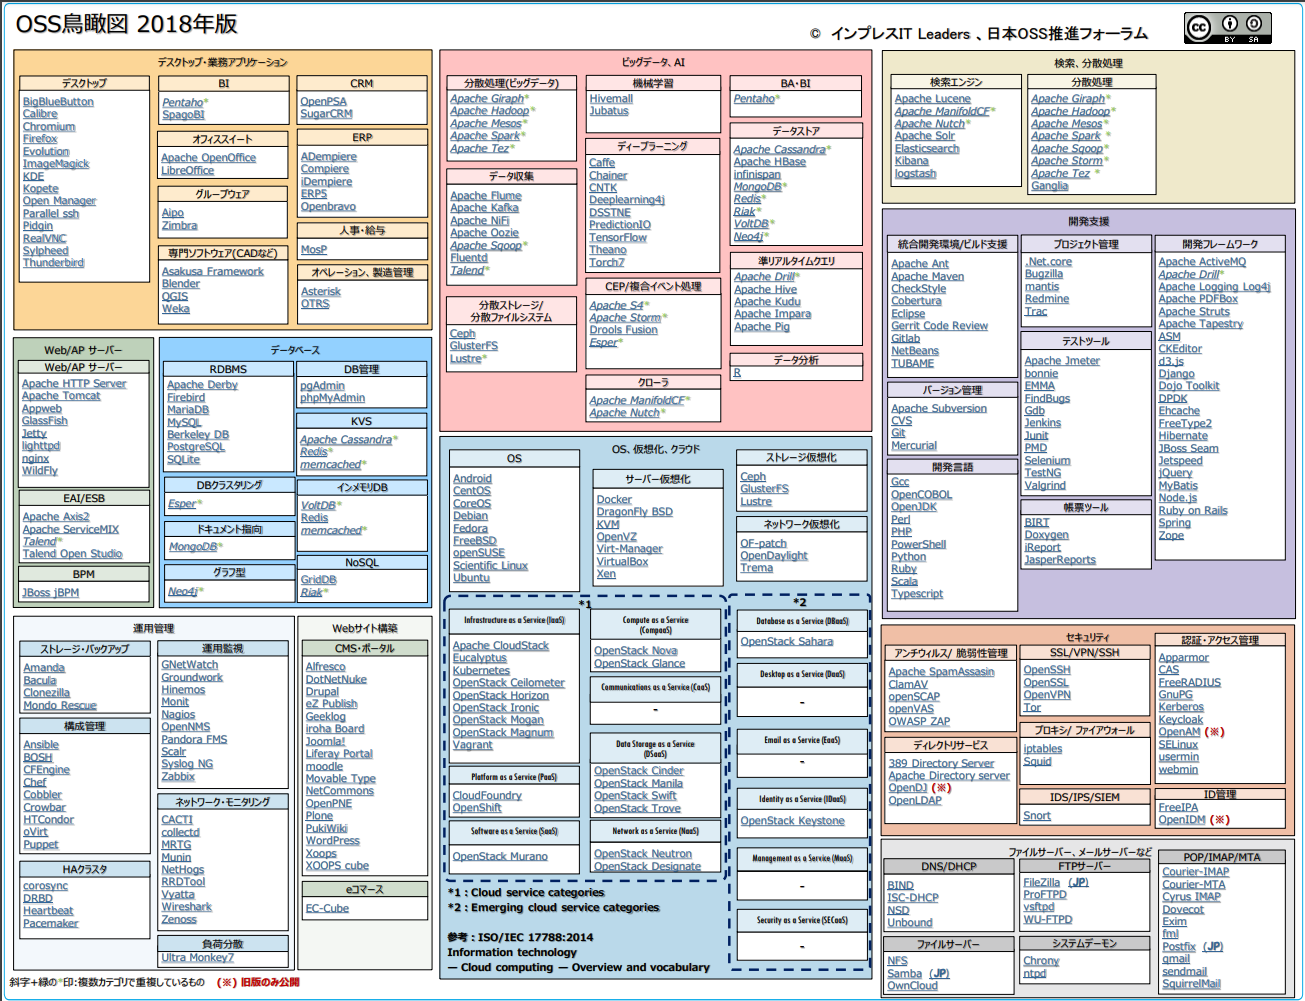 OSS鳥瞰図 2018年版
© インプレスIT Leaders 、日本OSS推進フォーラム
cc
BY SA
デスクトップ・業務アプリケーション
デスクトップ
BigBlueButton
Calibre
Chromium
Firefox
Evolution
ImageMagick
KDE
Kopete
Open Manager
Parallel ssh
Pidgin
RealVNC
Sylpheed
Thunderbird
BI
Pentaho*
SpagoBI
オフィススイート
Apache OpenOffice
LibreOffice
グループウェア
Aipo
Zimbra
専門ソフトウェア(CADなど)
Asakusa Framework
Blender
QGIS
Weka
CRM
OpenPSA
SugarCRM
ERP
ADempiere
Compiere
iDempiere
ERP5
Openbravo
人事・給与
MosP
オペレーション、製造管理
Asterisk
OTRS
Web/AP サーバー
Web/AP サーバー
Apache HTTP Server
Apache Tomcat
Appweb
GlassFish
Jetty
lighttpd
nginx
WildFly
EAI/ESB
Apache Axis2
Apache ServiceMIX
Talend*
Talend Open Studio
BPM
JBoss jBPM
データベース
RDBMS
Apache Derby
Firebird
MariaDB
MySQL
Berkeley DB
PostgreSQL
SQLite
DBクラスタリング
Esper*
ドキュメント指向
MongoDB*
グラフ型
Neo4j*
DB管理
pgAdmin
phpMyAdmin
KVS
Apache Cassandra*
Redis*
memcached*
インメモリDB
VoltDB*
Redis
memcached*
NoSQL
GridDB
Riak*
ビッグデータ、AI
分散処理(ビッグデータ)
Apache Giraph*
Apache Hadoop*
Apache Mesos*
Apache Spark*
Apache Tez*
データ収集
Apache Flume
Apache Kafka
Apache NiFi
Apache Oozie
Apache Sqoop*
Fluentd
Talend*
分散ストレージ/
分散ファイルシステム
Ceph
GlusterFS
Lustre*
機械学習
Hivemall
Jubatus
ディープラーニング
Caffe
Chainer
CNTK
Deeplearning4j
DSSTNE
PredictionIO
TensorFlow
Theano
Torch7
CEP/複合イベント処理
Apache S4*
Apache Storm*
Drools Fusion
Esper*
クローラ
Apache ManifoldCF*
Apache Nutch*
BA・BI
Pentaho*
データストア
Apache Cassandra*
Apache HBase
infinispan
MongoDB*
Redis*
Riak*
VoltDB*
Neo4j*
準リアルタイムクエリ
Apache Drill*
Apache Hive
Apache Kudu
Apache Impara
Apache Pig
データ分析
R
OS、仮想化、クラウド
OS
Android
CentOS
CoreOS
Debian
Fedora
FreeBSD
openSUSE
Scientific Linux
Ubuntu
サーバー仮想化
Docker
DragonFly BSD
KVM
OpenVZ
Virt-Manager
VirtualBox
Xen
ストレージ仮想化
Ceph
GlusterFS
Lustre
ネットワーク仮想化
OF-patch
OpenDaylight
Trema
*1
Infrastructure as a Service (IaaS)
Apache CloudStack
Eucalyptus
Kubernetes
OpenStack Ceilometer
OpenStack Horizon
OpenStack Ironic
OpenStack Mogan
OpenStack Magnum
Vagrant
Platform as a Service (PaaS)
CloudFoundry
OpenShift
Software as a Service (SaaS)
OpenStack Murano
Compute as a Service
(CompaaS)
OpenStack Nova
OpenStack Glance
Communications as a Service (CaaS)
-
Data Storage as a Service
(DSaaS)
OpenStack Cinder
OpenStack Manila
OpenStack Swift
OpenStack Trove
Network as a Service (NaaS)
OpenStack Neutron
OpenStack Designate
*2
Database as a Service (DBaaS)
OpenStack Sahara
Desktop as a Service (DaaS)
-
Email as a Service (EaaS)
-
Identity as a Service (IDaaS)
OpenStack Keystone
Management as a Service (MaaS)
-
Security as a Service (SECaaS)
-
*1 : Cloud service categories
*2 : Emerging cloud service categories
参考 : ISO/IEC 17788:2014
Information technology
— Cloud computing — Overview and vocabulary
検索、分散処理
検索エンジン
Apache Lucene
Apache ManifoldCF*
Apache Nutch*
Apache Solr
Elasticsearch
Kibana
logstash
分散処理
Apache Giraph*
Apache Hadoop*
Apache Mesos*
Apache Spark *
Apache Sqoop*
Apache Storm*
Apache Tez *
Ganglia
開発支援
統合開発環境/ビルド支援
Apache Ant
Apache Maven
CheckStyle
Cobertura
Eclipse
Gerrit Code Review
Gitlab
NetBeans
TUBAME
バージョン管理
Apache Subversion
CVS
Git
Mercurial
開発言語
Gcc
OpenCOBOL
OpenJDK
Perl
PHP
PowerShell
Python
Ruby
Scala
Typescript
プロジェクト管理
.Net.core
Bugzilla
mantis
Redmine
Trac
テストツール
Apache Jmeter
bonnie
EMMA
FindBugs
Gdb
Jenkins
Junit
PMD
Selenium
TestNG
Valgrind
帳票ツール
BIRT
Doxygen
iReport
JasperReports
開発フレームワーク
Apache ActiveMQ
Apache Drill*
Apache Logging Log4j
Apache PDFBox
Apache Struts
Apache Tapestry
ASM
CKEditor
d3.js
Django
Dojo Toolkit
DPDK
Ehcache
FreeType2
Hibernate
JBoss Seam
Jetspeed
jQuery
MyBatis
Node.js
Ruby on Rails
Spring
Zope
運用管理
ストレージ・バックアップ
Amanda
Bacula
Clonezilla
Mondo Rescue
構成管理
Ansible
BOSH
CFEngine
Chef
Cobbler
Crowbar
HTCondor
oVirt
Puppet
HAクラスタ
corosync
DRBD
Heartbeat
Pacemaker
運用監視
GNetWatch
Groundwork
Hinemos
Monit
Nagios
OpenNMS
Pandora FMS
Scalr
Syslog NG
Zabbix
ネットワーク・モニタリング
CACTI
collectd
MRTG
Munin
NetHogs
RRDTool
Vyatta
Wireshark
Zenoss
負荷分散
Ultra Monkey7
Webサイト構築
CMS・ポータル
Alfresco
DotNetNuke
Drupal
eZ Publish
Geeklog
iroha Board
Joomla!
Liferay Portal
moodle
Movable Type
NetCommons
OpenPNE
Plone
PukiWiki
WordPress
Xoops
XOOPS cube
eコマース
EC-Cube
セキュリティ
アンチウィルス/ 脆弱性管理
Apache SpamAssasin
ClamAV
openSCAP
openVAS
OWASP ZAP
ディレクトリサービス
389 Directory Server
Apache Directory server
OpenDJ (※)
OpenLDAP
SSL/VPN/SSH
OpenSSH
OpenSSL
OpenVPN
Tor
プロキシ/ ファイアウォール
iptables
Squid
IDS/IPS/SIEM
Snort
認証・アクセス管理
Apparmor
CAS
FreeRADIUS
GnuPG
Kerberos
Keycloak
OpenAM (※)
SELinux
usermin
webmin
ID管理
FreeIPA
OpenIDM (※)
ファイルサーバー、メールサーバーなど
DNS/DHCP
BIND
ISC-DHCP
NSD
Unbound
ファイルサーバー
NFS
Samba (JP)
OwnCloud
FTPサーバー
FileZilla (JP)
ProFTPD
vsftpd
WU-FTPD
システムデーモン
Chrony
ntpd
POP/IMAP/MTA
Courier-IMAP
Courier-MTA
Cyrus IMAP
Dovecot
Exim
fml
Postfix (JP)
qmail
sendmail
SquirrelMail
斜字+緑の*印:複数カテゴリで重複しているもの (※) 旧版のみ公開